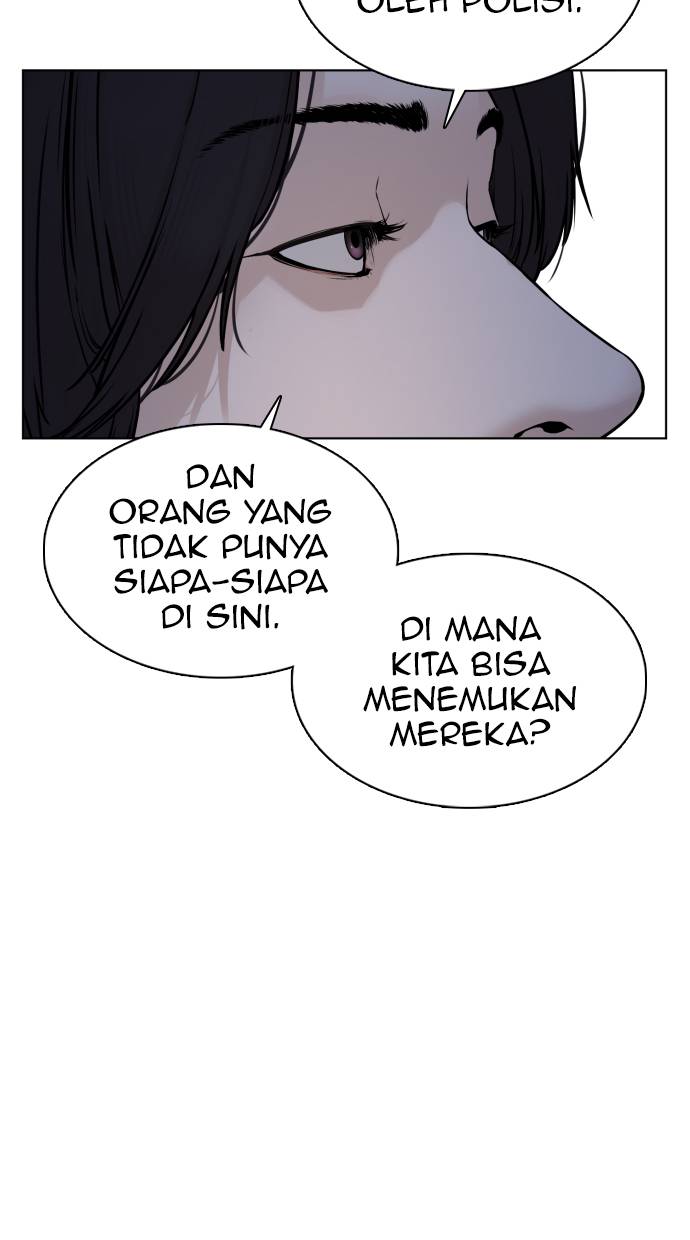 OLEH POLISI.
DAN
ORANG YANG
TIDAK PUNYA
SIAPA-SIAPA
DI SINI.
DI MANA
KITA BISA
MENEMUKAN
MEREKA?